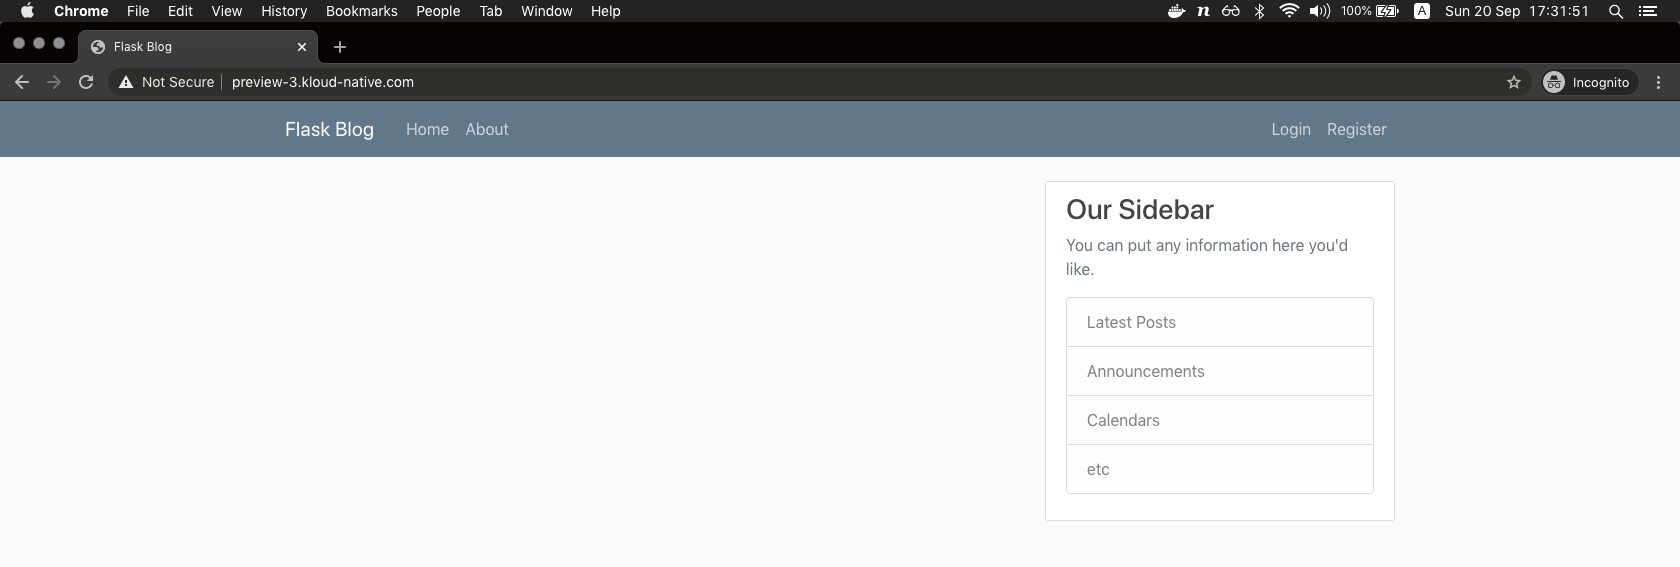 Chrome File Edit View History Bookmarks People Tab Window Help 100% A Sun 20 Sep 17:31:51
Flask Blog
Not Secure preview-3.kloud-native.com Incognito
Flask Blog Home About Login Register
Our Sidebar
You can put any information here you'd
like.
Latest Posts
Announcements
Calendars
etc